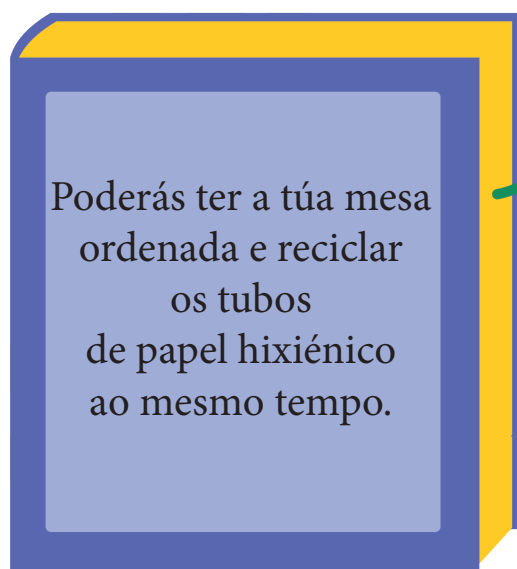 Poderás ter a túa mesa
ordenada e reciclar
os tubos
de papel hixiénico
ao mesmo tempo.